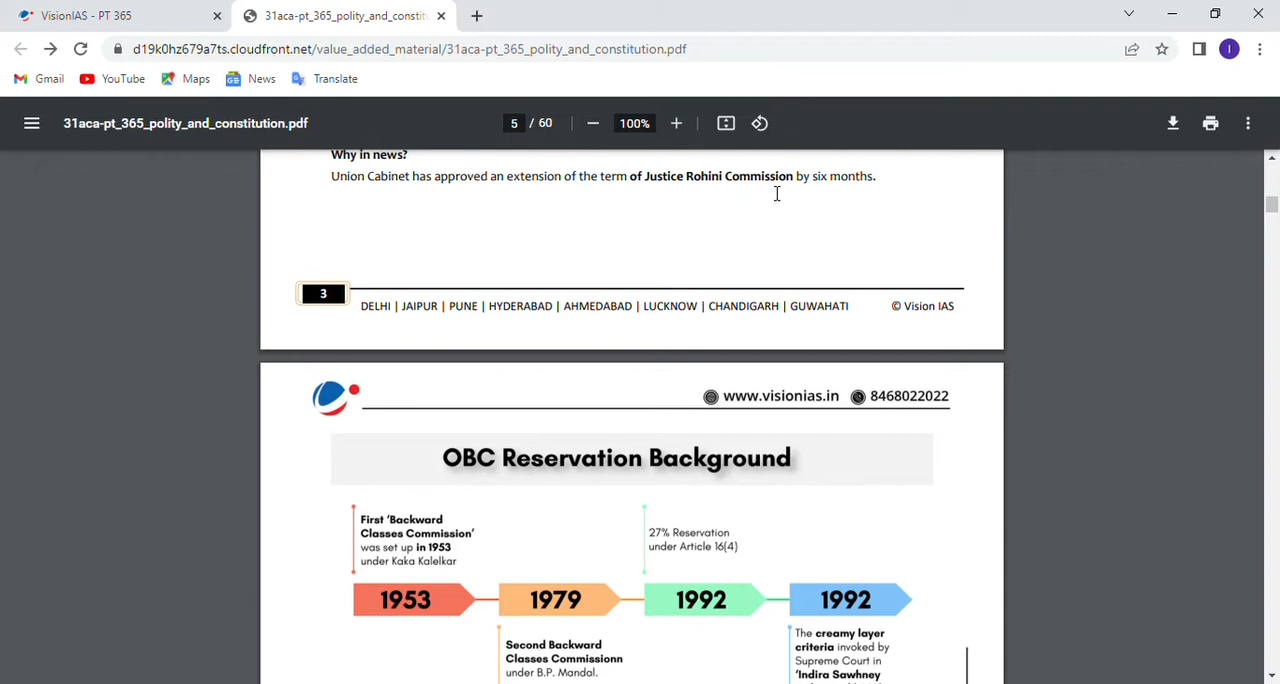 VisionIAS - PT 365
31aca-pt_365_polity_and_constitu
d19k0hz679a7ts.cloudfront.net/value_added_material/31aca-pt_365_polity_and_constitution.pdf
I
Gmail
YouTube
Maps
News
Translate
31aca-pt_365_polity_and_constitution.pdf
5 / 60
100%
Why in news?
Union Cabinet has approved an extension of the term of Justice Rohini Commission by six months.
3
DELHI | JAIPUR | PUNE | HYDERABAD | AHMEDABAD | LUCKNOW | CHANDIGARH | GUWAHATI
© Vision IAS
www.visionias.in 8468022022
OBC Reservation Background
First ‘Backward
Classes Commission’
was set up in 1953
under Kaka Kalelkar
27% Reservation
under Article 16(4)
1953
1979
1992
1992
Second Backward
Classes Commissionn
under B.P. Mandal.
The creamy layer
criteria invoked by
Supreme Court in
‘Indira Sawhney